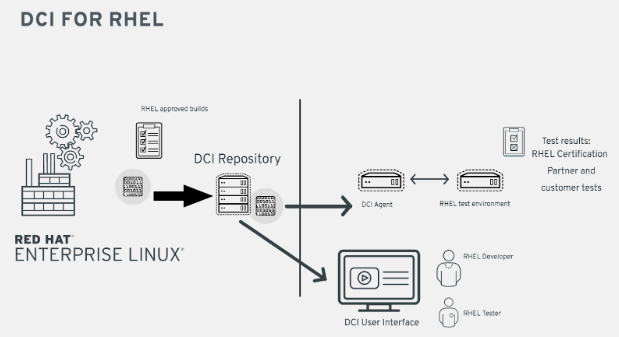 DCI FOR RHEL
RHEL approved builds
DCI Repository
Test results:
RHEL Certification
Partner and
customer tests
DCI Agent
RHEL test environment
RED HAT®
ENTERPRISE LINUX®
RHEL Developer
RHEL Tester
DCI User Interface